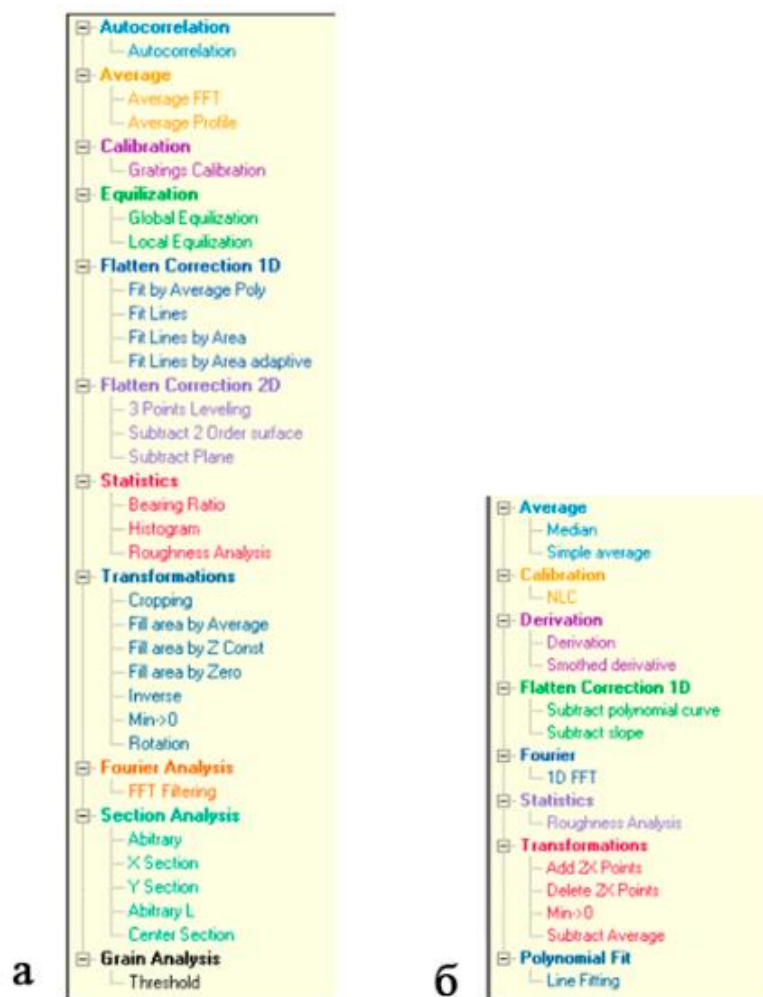 Autocorrelation
Autocorrelation
Average
Average FFT
Average Profile
Calibration
Gratings Calibration
Equilization
Global Equilization
Local Equilization
Flatten Correction 1D
Fit by Average Poly
Fit Lines
Fit Lines by Area
Fit Lines by Area adaptive
Flatten Correction 2D
3 Points Leveling
Subtract 2 Order surface
Subtract Plane
Statistics
Bearing Ratio
Histogram
Roughness Analysis
Transformations
Cropping
Fill area by Average
Fill area by Z Const
Fill area by Zero
Inverse
Min->0
Rotation
Fourier Analysis
FFT Filtering
Section Analysis
Abitrary
X Section
Y Section
Abitrary L
Center Section
Grain Analysis
Threshold
а
Average
Median
Simple average
Calibration
NLC
Derivation
Derivation
Smothed derivative
Flatten Correction 1D
Subtract polynomial curve
Subtract slope
Fourier
1D FFT
Statistics
Roughness Analysis
Transformations
Add 2X Points
Delete 2X Points
Min->0
Subtract Average
Polynomial Fit
Line Fitting
б